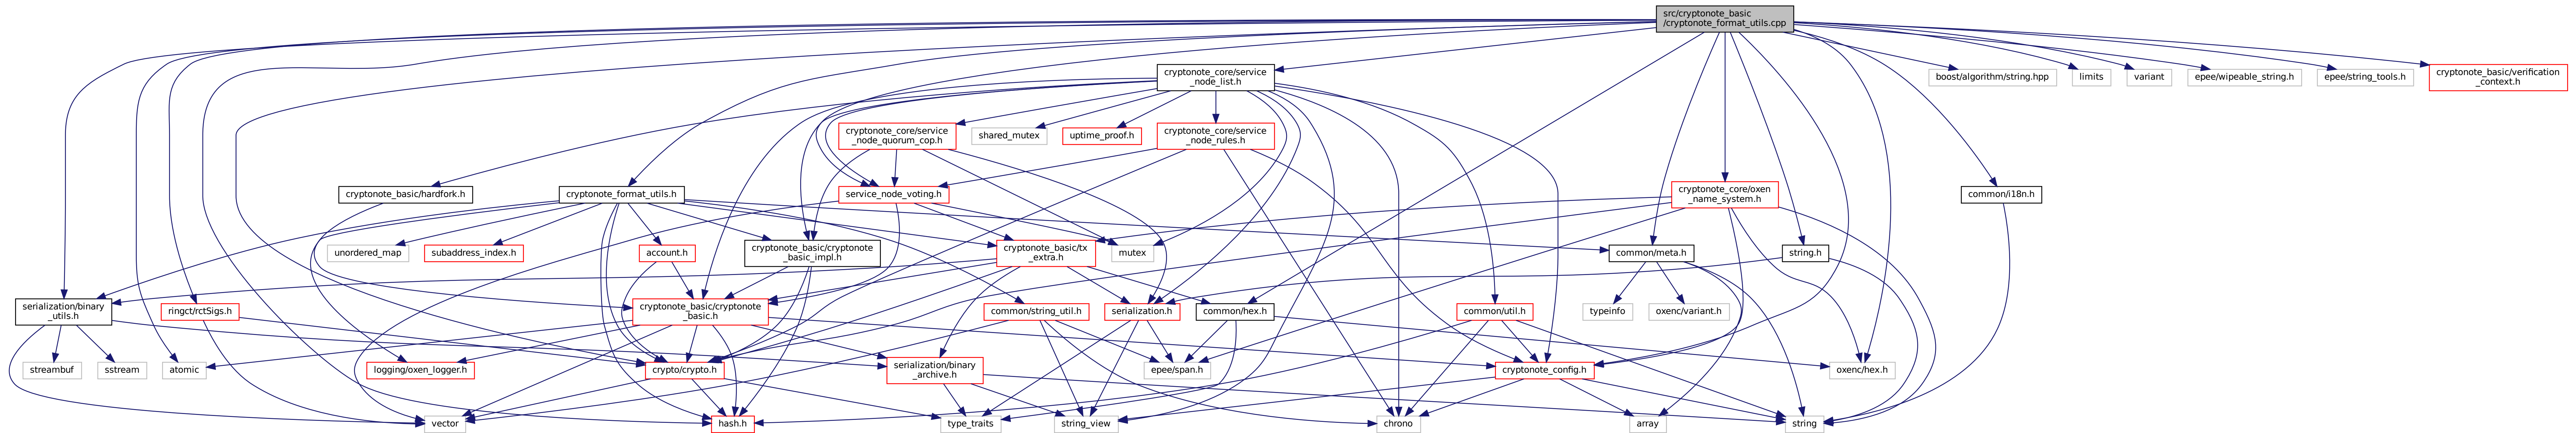 src/cryptonote_basic
/cryptonote_format_utils.cpp
cryptonote_core/service
_node_list.h
boost/algorithm/string.hpp
limits
variant
epee/wipeable_string.h
epee/string_tools.h
cryptonote_basic/verification
_context.h
cryptonote_core/service
_node_quorum_cop.h
shared_mutex
uptime_proof.h
cryptonote_core/service
_node_rules.h
cryptonote_basic/hardfork.h
cryptonote_format_utils.h
service_node_voting.h
cryptonote_core/oxen
_name_system.h
common/i18n.h
unordered_map
subaddress_index.h
account.h
cryptonote_basic/cryptonote
_basic_impl.h
cryptonote_basic/tx
_extra.h
mutex
common/meta.h
string.h
serialization/binary
_utils.h
ringct/rctSigs.h
cryptonote_basic/cryptonote
_basic.h
common/string_util.h
serialization.h
common/hex.h
common/util.h
typeinfo
oxenc/variant.h
streambuf
sstream
atomic
logging/oxen_logger.h
crypto/crypto.h
serialization/binary
_archive.h
epee/span.h
cryptonote_config.h
oxenc/hex.h
vector
hash.h
type_traits
string_view
chrono
array
string